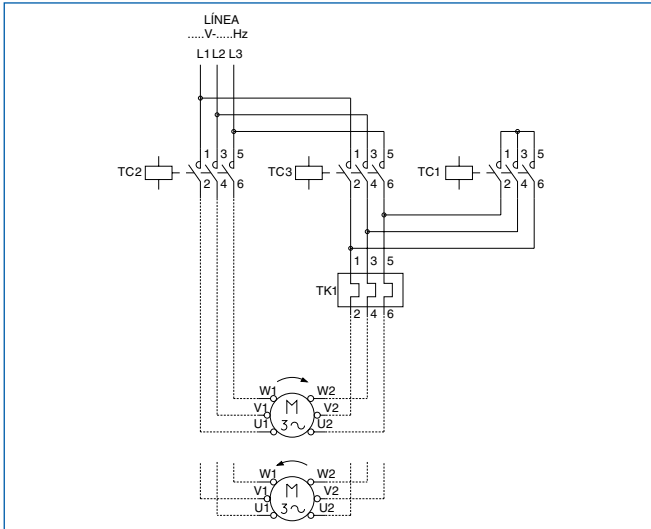 LÍNEA
.....V~.....Hz
L1 L2 L3
1 3 5
1 3 5
1 3 5
TC2
TC3
TC1
2 4 6
2 4 6
2 4 6
1 3 5
TK1
2 4 6
W1 W2
V1 M V2
U1 3~ U2
W1 W2
V1 M V2
U1 3~ U2